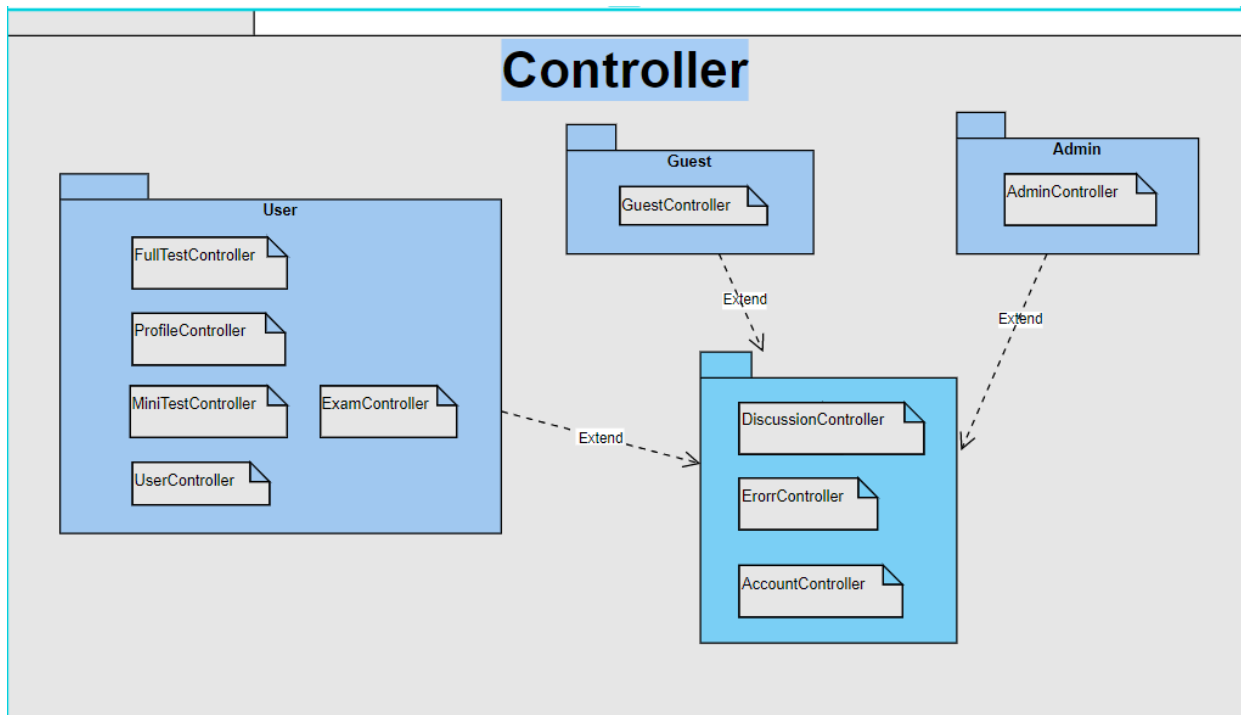 Controller
Guest
GuestController
Admin
AdminController
User
FullTestController
ProfileController
MiniTestController
ExamController
UserController
Extend
Extend
Extend
DiscussionController
ErorrController
AccountController